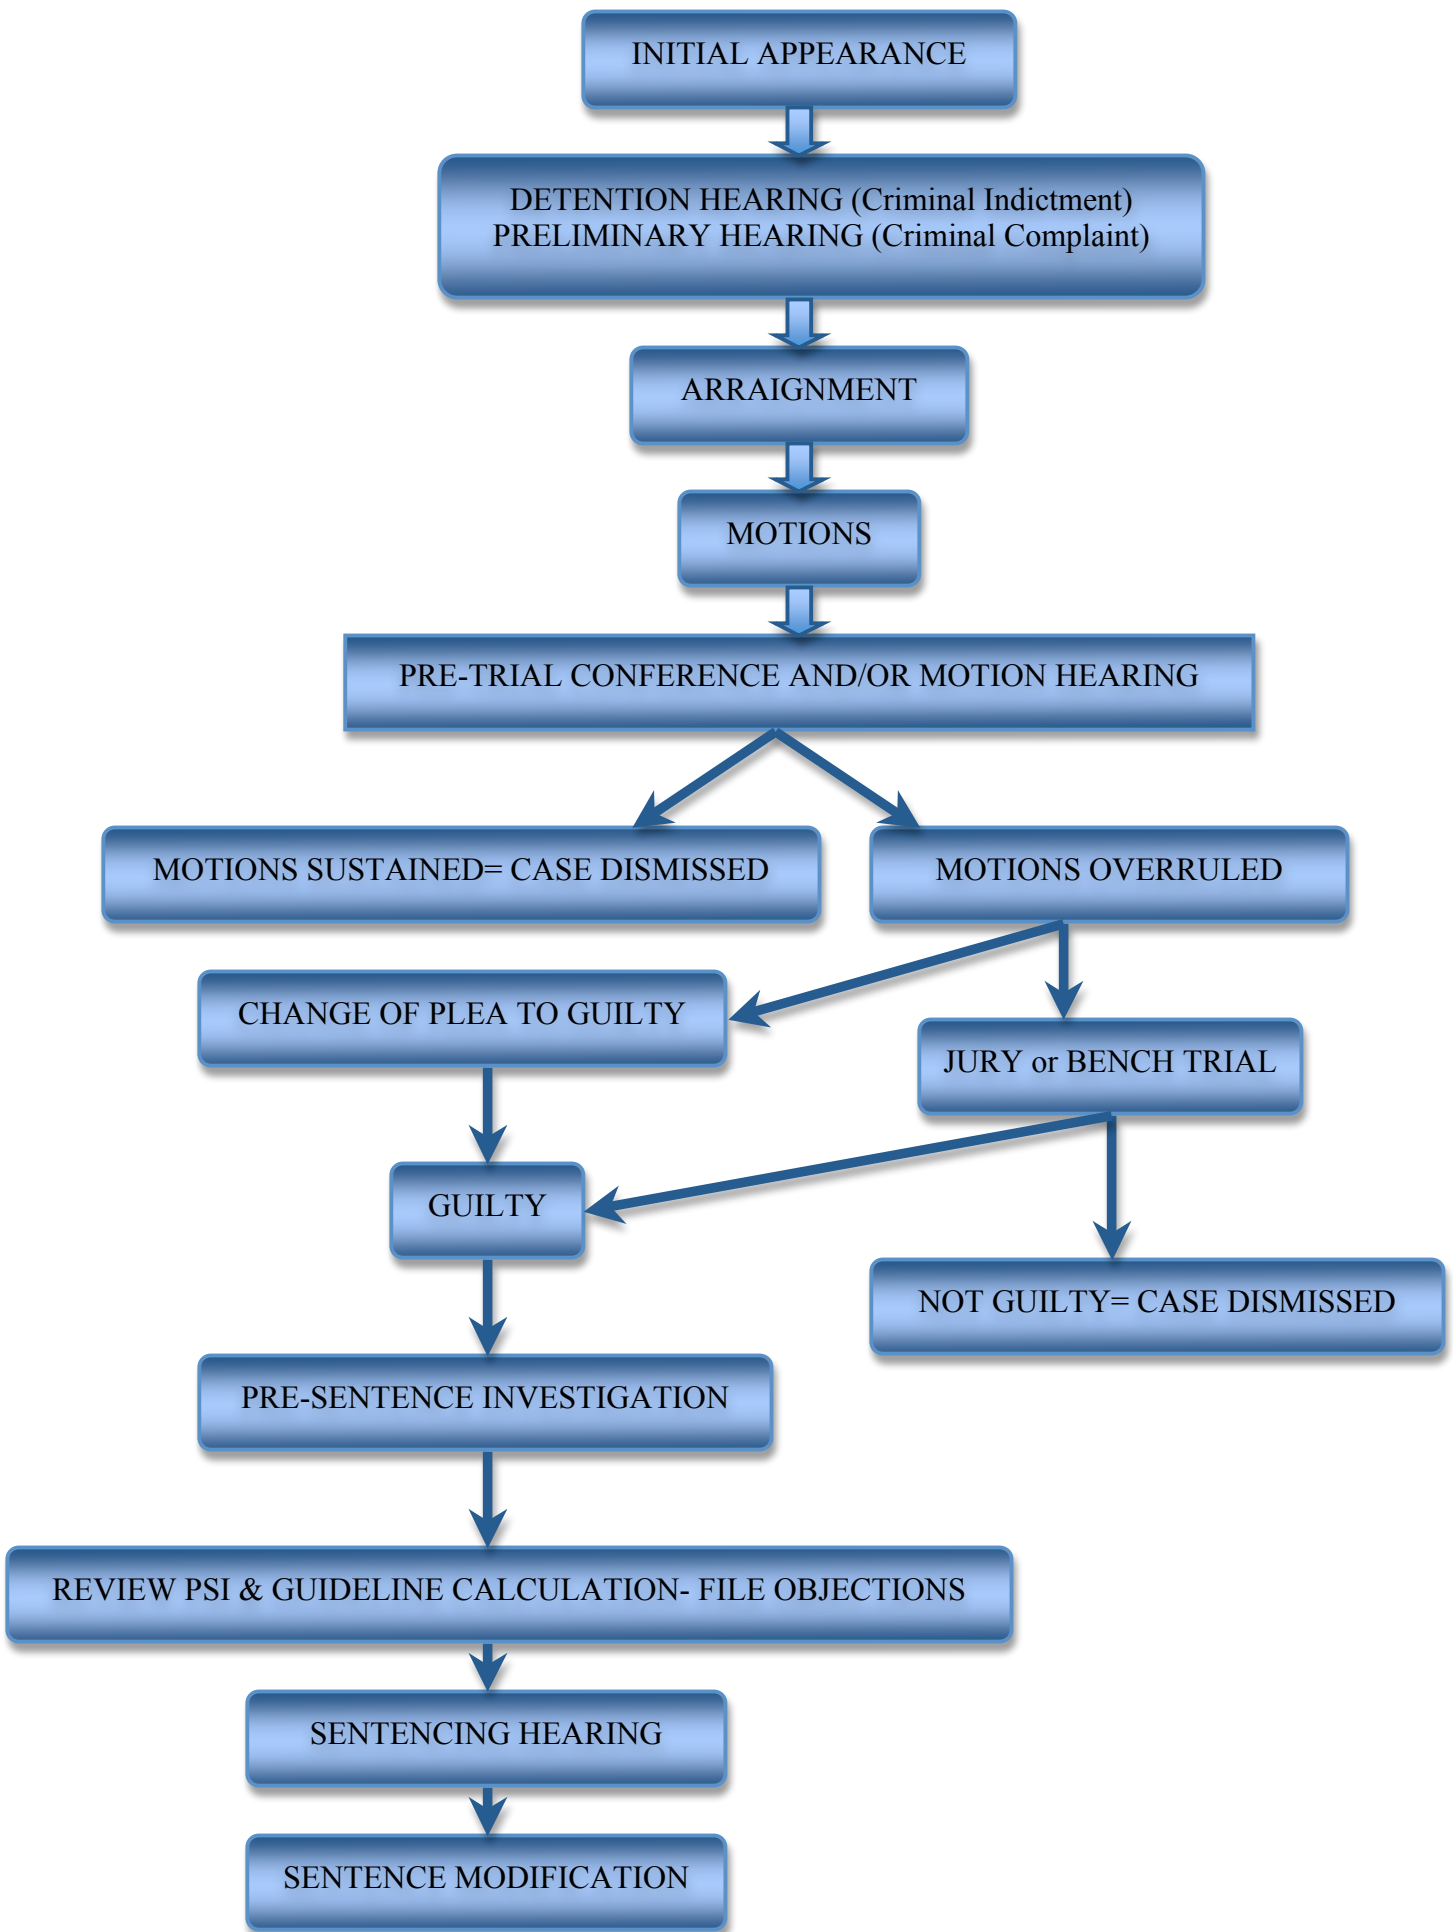 INITIAL APPEARANCE
DETENTION HEARING (Criminal Indictment)
PRELIMINARY HEARING (Criminal Complaint)
ARRAIGNMENT
MOTIONS
PRE-TRIAL CONFERENCE AND/OR MOTION HEARING
MOTIONS SUSTAINED= CASE DISMISSED
MOTIONS OVERRULED
CHANGE OF PLEA TO GUILTY
JURY or BENCH TRIAL
GUILTY
NOT GUILTY= CASE DISMISSED
PRE-SENTENCE INVESTIGATION
REVIEW PSI & GUIDELINE CALCULATION- FILE OBJECTIONS
SENTENCING HEARING
SENTENCE MODIFICATION